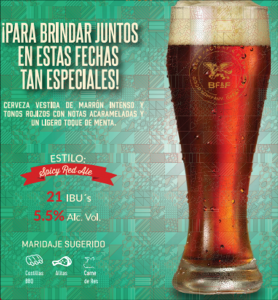 ¡PARA BRINDAR JUNTOS
EN ESTAS FECHAS
TAN ESPECIALES!
CERVEZA VESTIDA DE MARRÓN INTENSO Y
TONOS ROJIZOS CON NOTAS ACARAMELADAS Y
UN LIGERO TOQUE DE MENTA.
ESTILO:
Spicy Red Ale
21 IBU´s
5.5% Alc. Vol.
MARIDAJE SUGERIDO
Costillas
BBQ
Alitas
Carne
de Res
BF&F